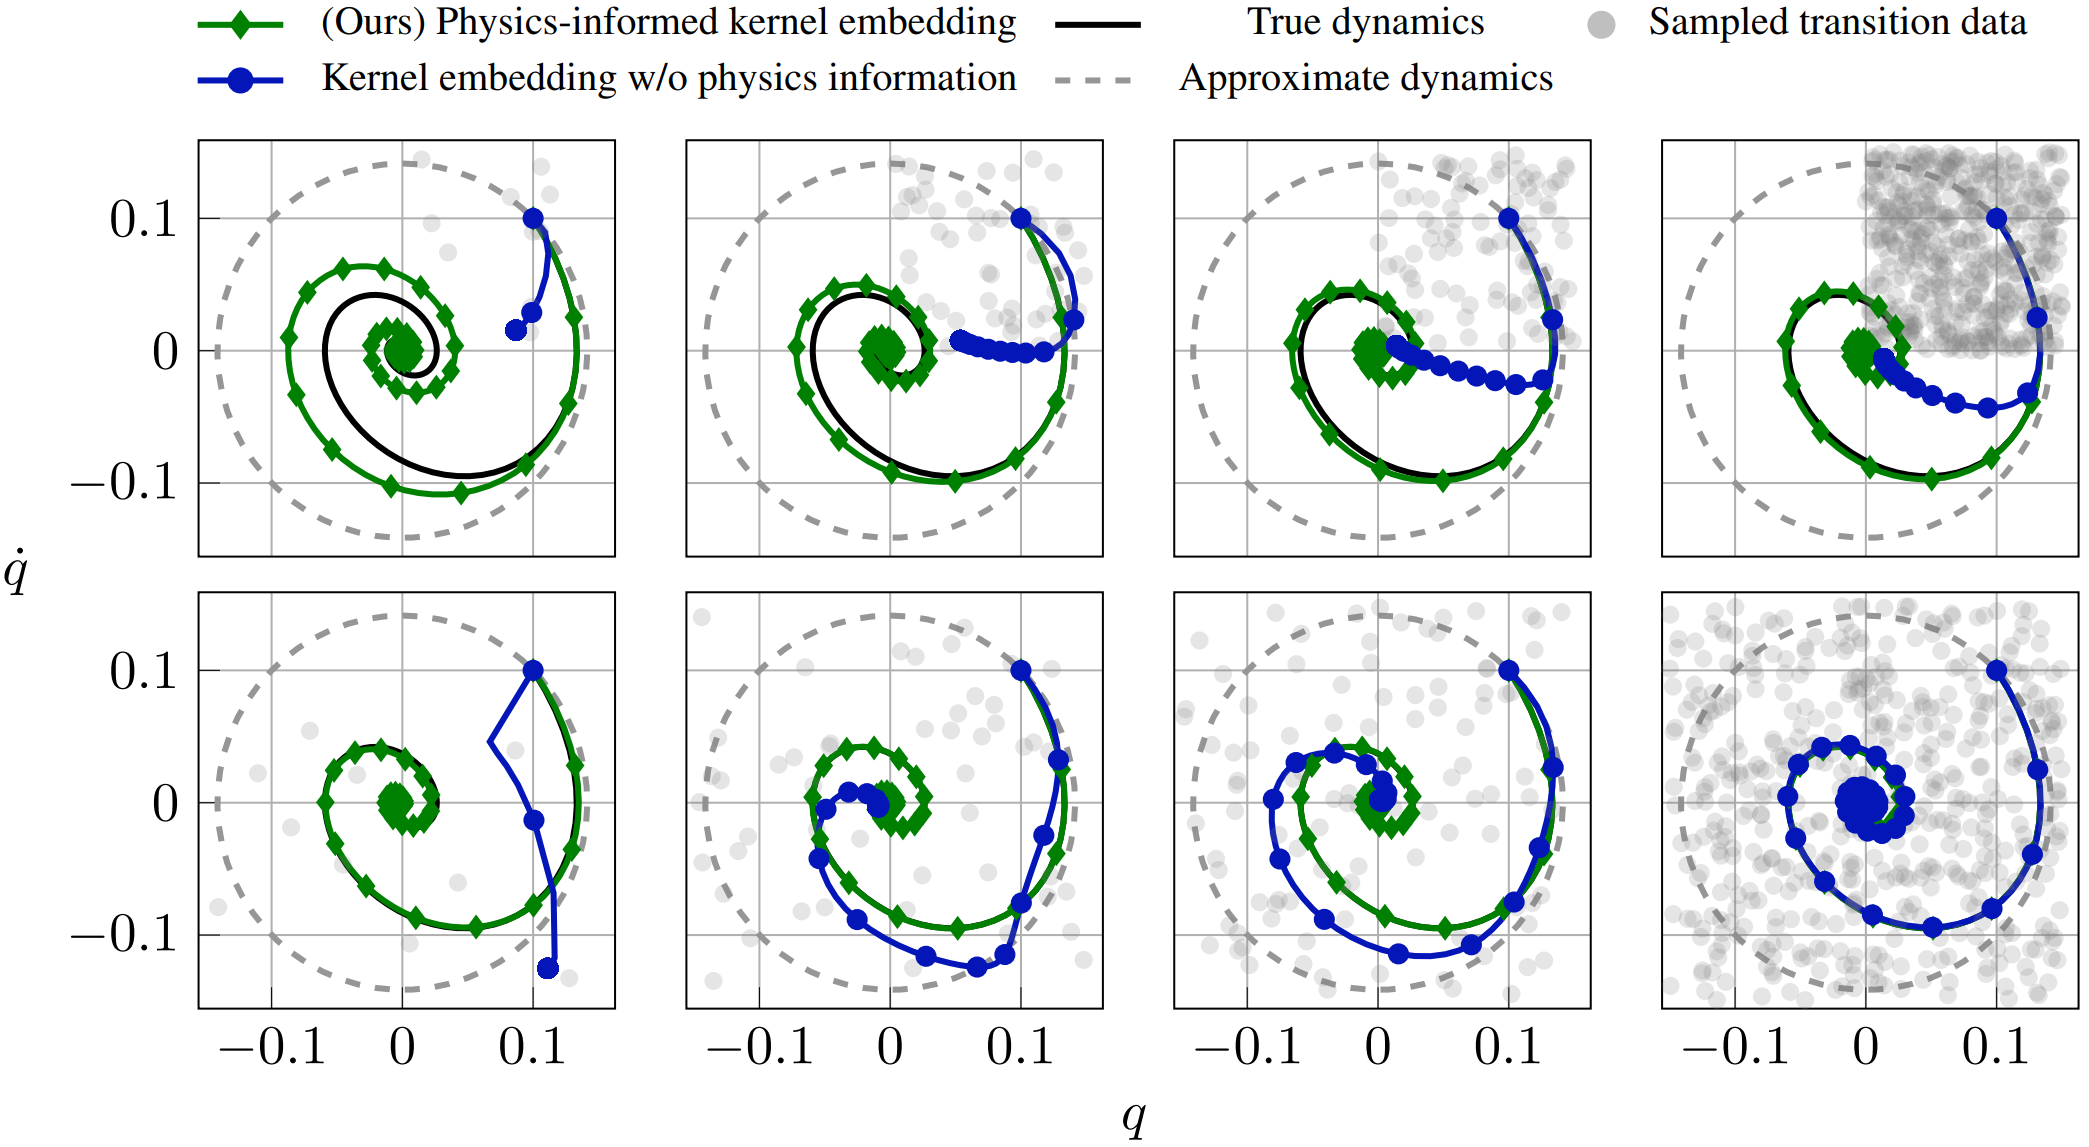 (Ours) Physics-informed kernel embedding True dynamics Sampled transition data
Kernel embedding w/o physics information Approximate dynamics
0.1
0
−0.1
q̇
0.1
0
−0.1
−0.1 0 0.1 −0.1 0 0.1 −0.1 0 0.1 −0.1 0 0.1
q